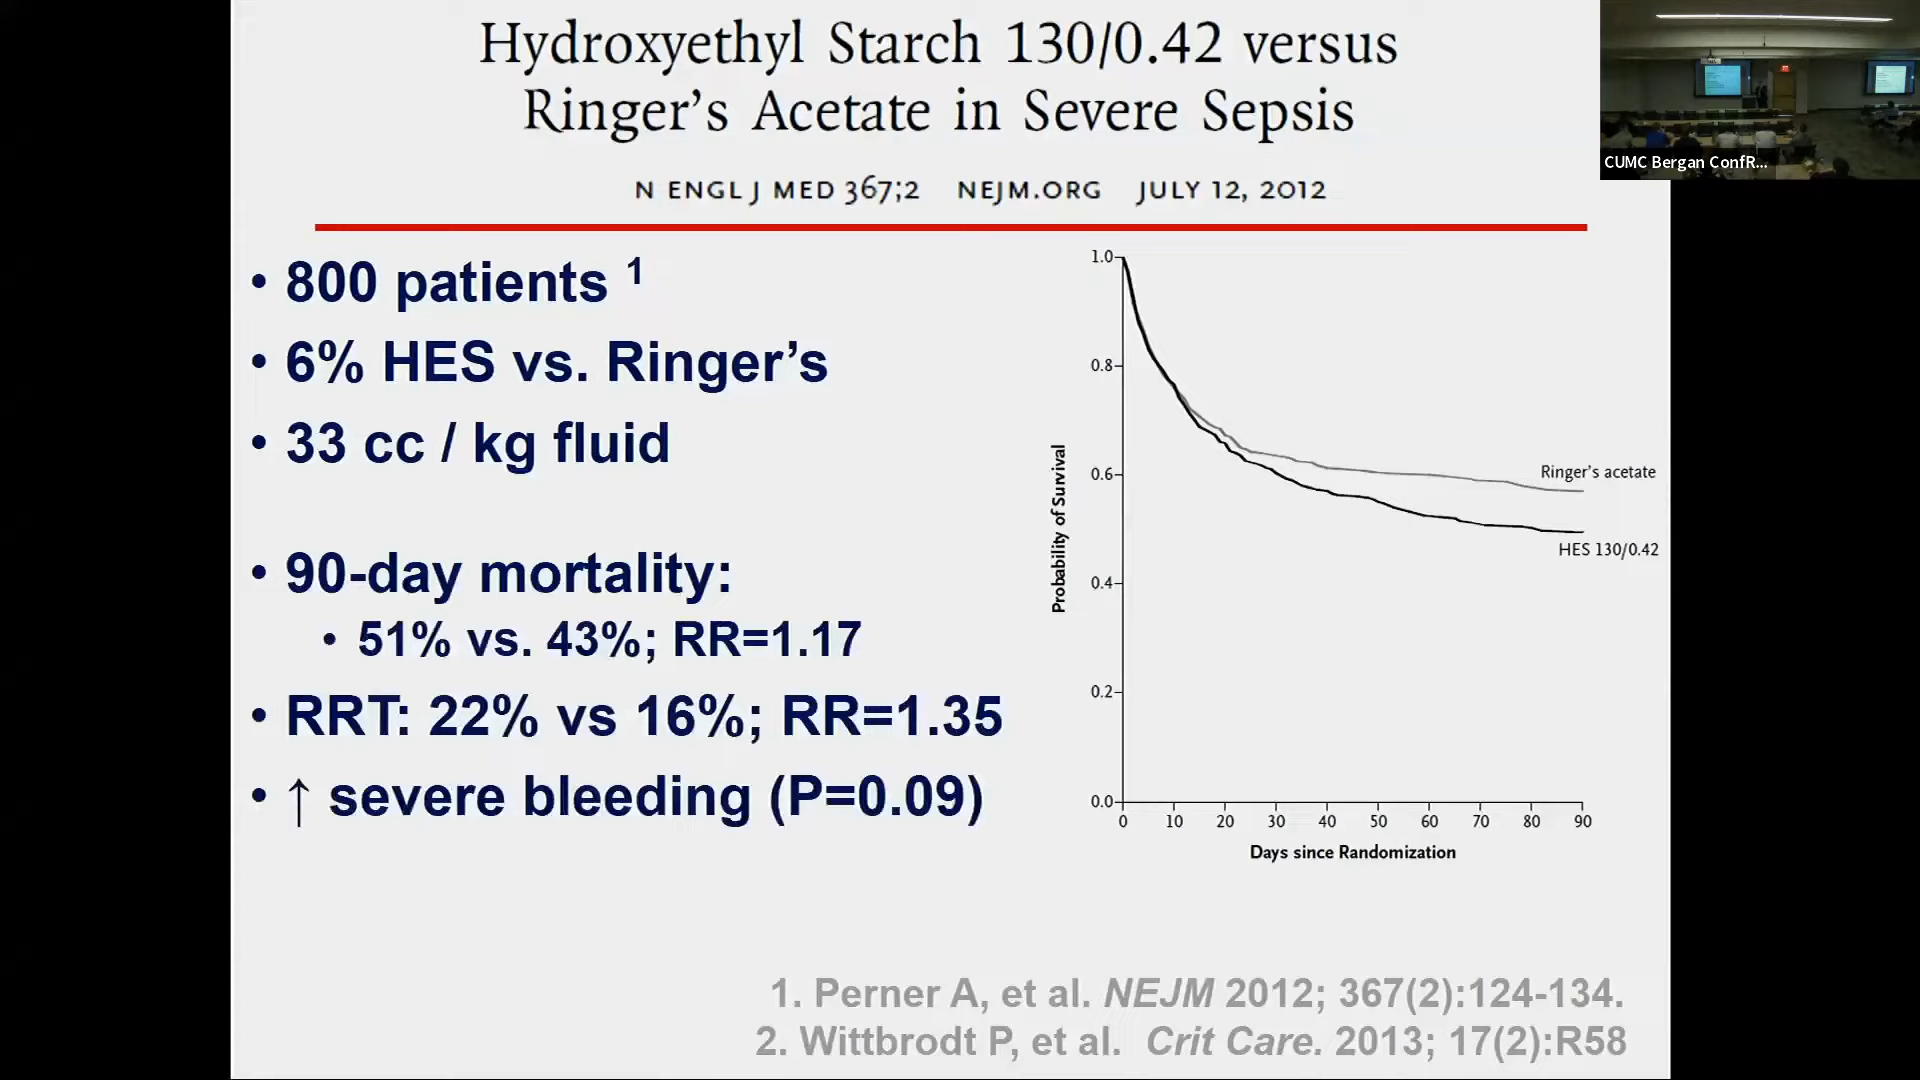 Hydroxyethyl Starch 130/0.42 versus
Ringer's Acetate in Severe Sepsis
N ENGL J MED 367;2 NEJM.ORG JULY 12, 2012
CUMC Bergan ConfR...
• 800 patients 1
• 6% HES vs. Ringer's
• 33 cc / kg fluid
• 90-day mortality:
• 51% vs. 43%; RR=1.17
• RRT: 22% vs 16%; RR=1.35
• ↑ severe bleeding (P=0.09)
Probability of Survival
1.0
0.8
0.6
0.4
0.2
0.0
Ringer's acetate
HES 130/0.42
0 10 20 30 40 50 60 70 80 90
Days since Randomization
1. Perner A, et al. NEJM 2012; 367(2):124-134.
2. Wittbrodt P, et al. Crit Care. 2013; 17(2):R58